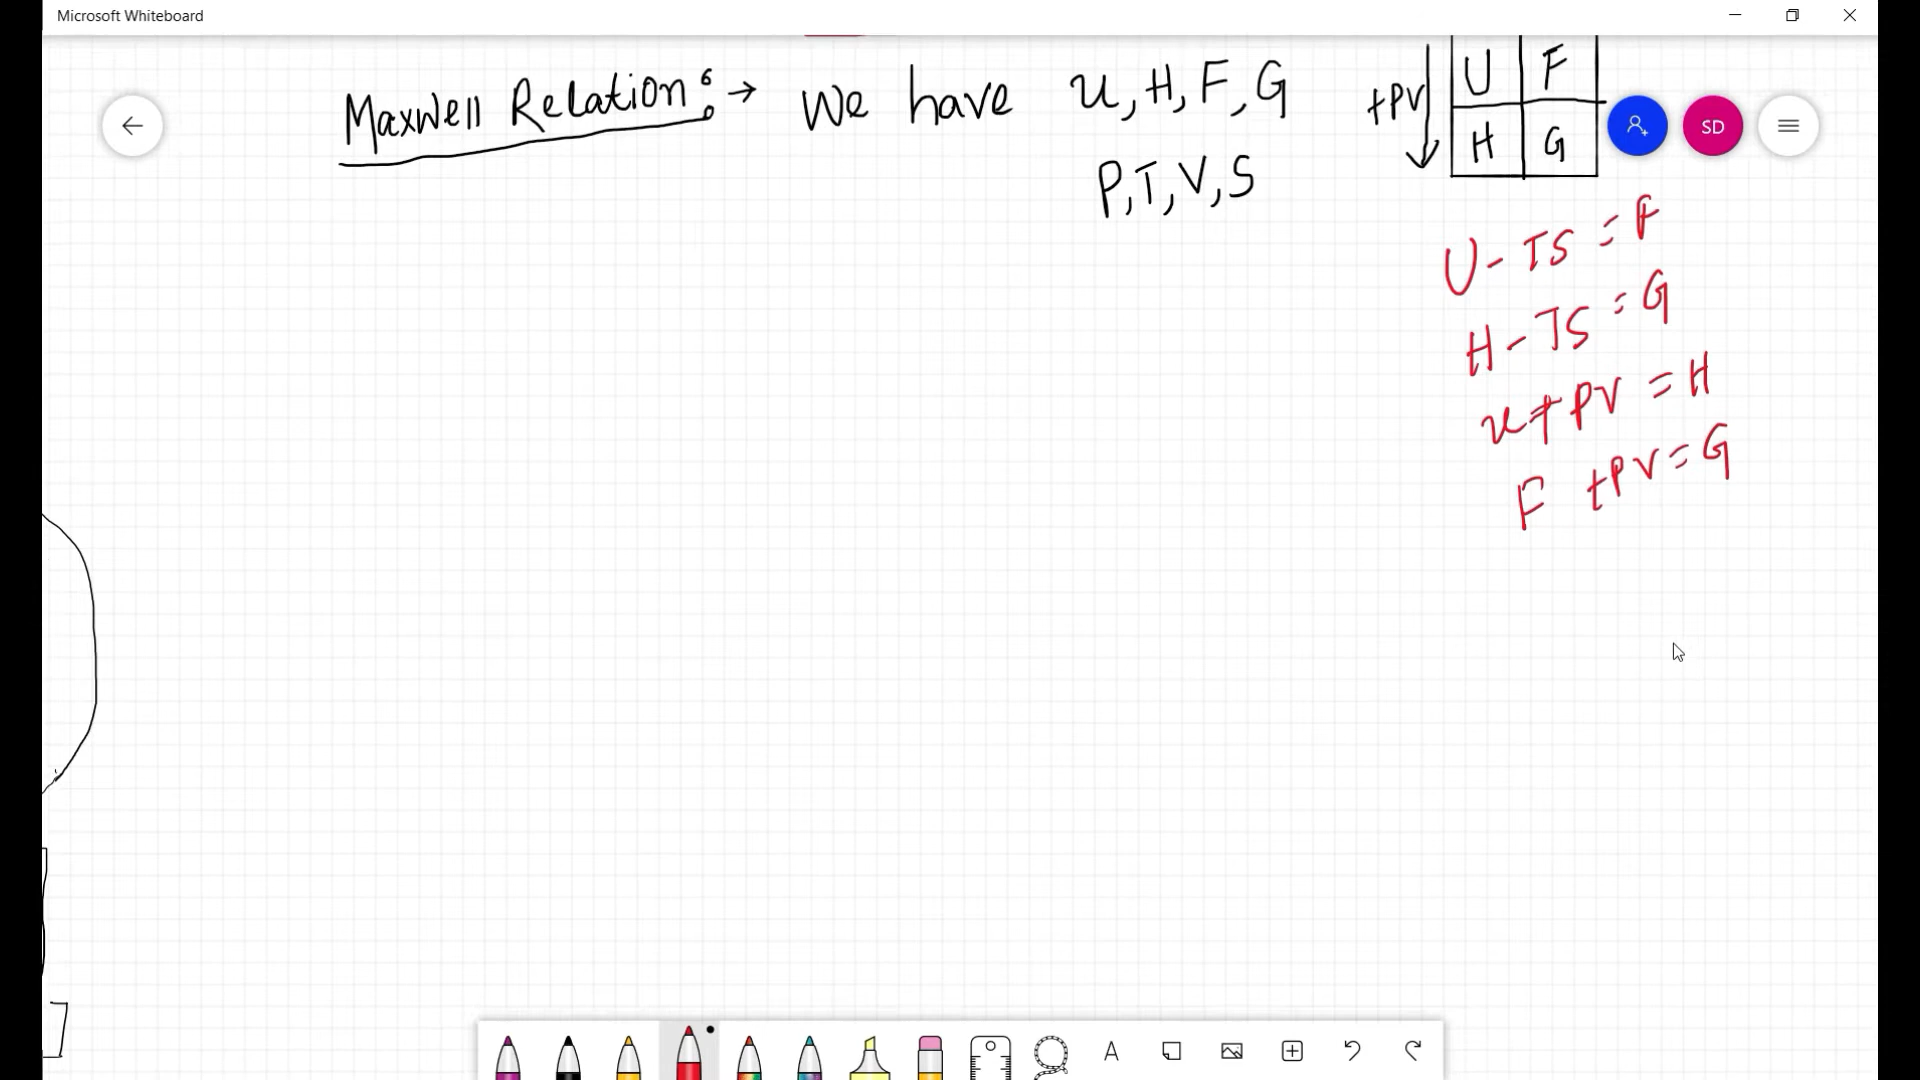 Microsoft Whiteboard
Maxwell Relation: → We have U, H, F, G
P, T, V, S
+PV
U F
H G
SD
U - TS = F
H - TS = G
U + PV = H
F + PV = G
A